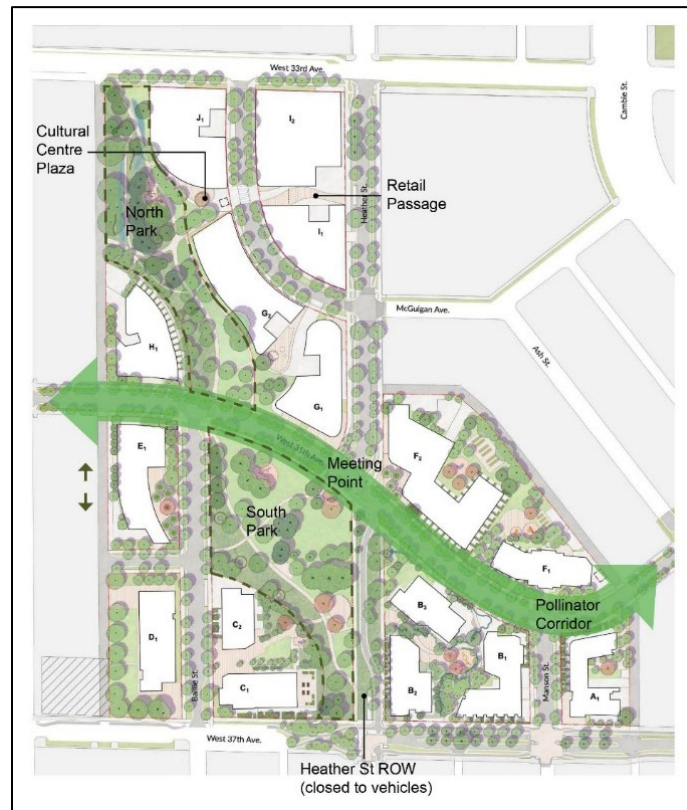 West 33rd Ave.
Cambie St.
J1
I2
Cultural
Centre
Plaza
Retail
Passage
Heather St.
North
Park
I1
McGuigan Ave.
G2
H1
Ash St.
G1
West 35th Ave.
E1
F2
Meeting
Point
South
Park
F1
B3
Pollinator
Corridor
D1
C2
B1
Baillie St.
C1
B2
Manson St.
A1
West 37th Ave.
Heather St ROW
(closed to vehicles)